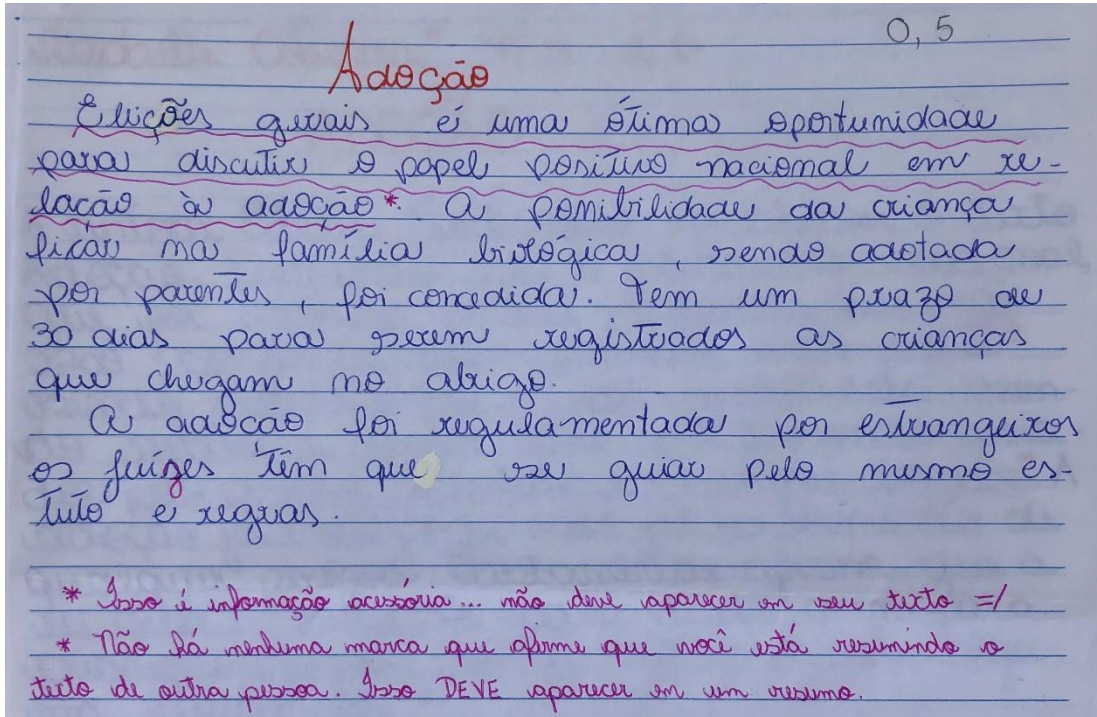 0,5
Adoção
Eleições gerais é uma ótima oportunidade
para discutir o papel positivo nacional em re-
lação à adoção*. A possibilidade da criança
ficar na família biológica, sendo adotada
por parentes, foi concedida. Tem um prazo de
30 dias para serem registrados as crianças
que chegam no abrigo.
A adoção foi regulamentada por estrangeiros
os juízes têm que se guiar pelo mesmo es-
tuto e regras.
* Isso é informação acessória... não deve aparecer em seu texto =/
* Não há nenhuma marca que afirme que você está resumindo o
texto de outra pessoa. Isso DEVE aparecer em um resumo.